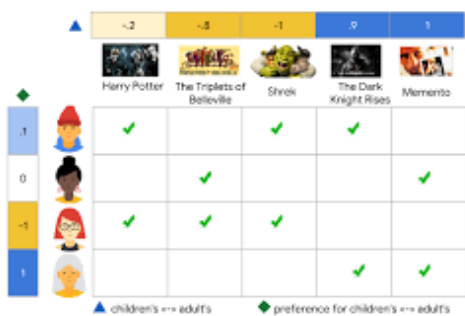 -.2 -.8 -1 .9 1
Harry Potter The Triplets of Belleville Shrek The Dark Knight Rises Memento
.1
0
-1
1
children's <--> adult's preference for children's <--> adult's